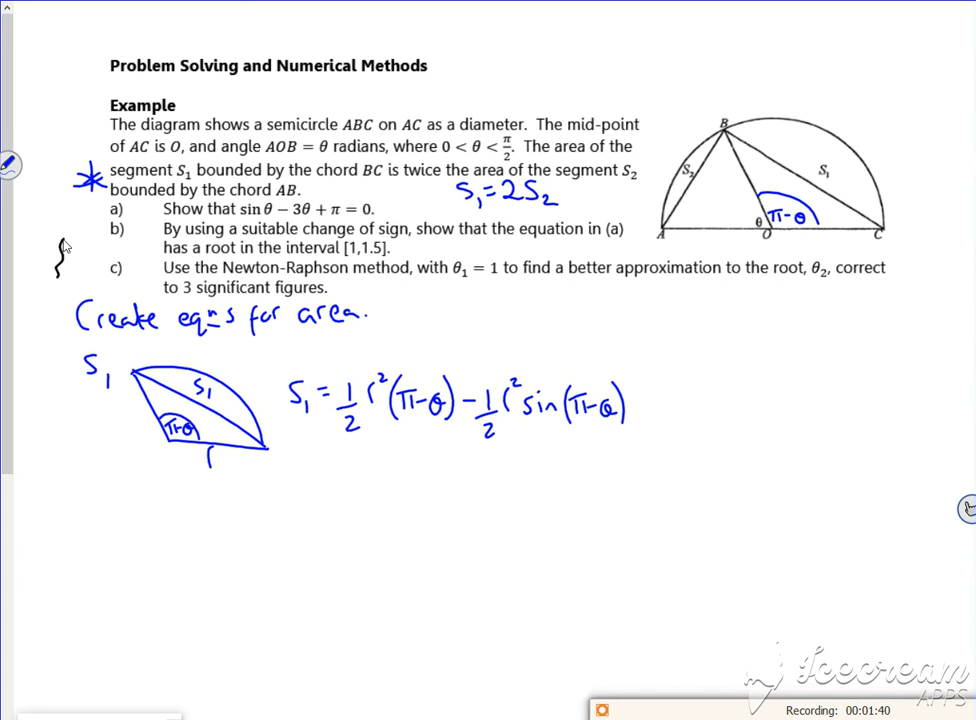 Problem Solving and Numerical Methods
Example
The diagram shows a semicircle ABC on AC as a diameter. The mid-point
of AC is O, and angle AOB = θ radians, where 0 < θ < π/2. The area of the
segment S₁ bounded by the chord BC is twice the area of the segment S₂
bounded by the chord AB.
S₁ = 2S₂
a) Show that sin θ − 3θ + π = 0.
b) By using a suitable change of sign, show that the equation in (a)
has a root in the interval [1,1.5].
c) Use the Newton-Raphson method, with θ₁ = 1 to find a better approximation to the root, θ₂, correct
to 3 significant figures.
B
S₂
S₁
θ
π-θ
A
O
C
Create eqns for area.
S₁
S₁
π-θ
r
S₁ = 1/2 r²(π-θ) - 1/2 r² sin(π-θ)
Icecream
APPS
Recording: 00:01:40